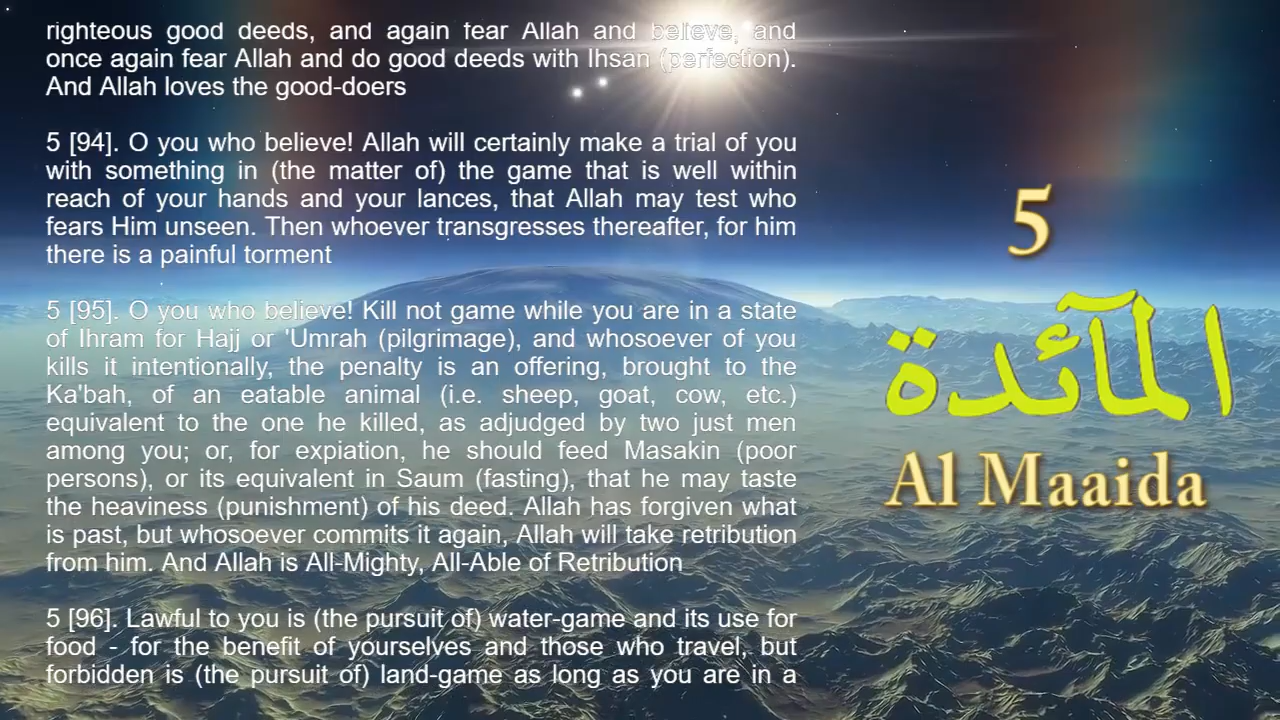 righteous good deeds, and again fear Allah and believe, and
once again fear Allah and do good deeds with Ihsan (perfection).
And Allah loves the good-doers
5 [94]. O you who believe! Allah will certainly make a trial of you
with something in (the matter of) the game that is well within
reach of your hands and your lances, that Allah may test who
fears Him unseen. Then whoever transgresses thereafter, for him
there is a painful torment
5 [95]. O you who believe! Kill not game while you are in a state
of Ihram for Hajj or 'Umrah (pilgrimage), and whosoever of you
kills it intentionally, the penalty is an offering, brought to the
Ka'bah, of an eatable animal (i.e. sheep, goat, cow, etc.)
equivalent to the one he killed, as adjudged by two just men
among you; or, for expiation, he should feed Masakin (poor
persons), or its equivalent in Saum (fasting), that he may taste
the heaviness (punishment) of his deed. Allah has forgiven what
is past, but whosoever commits it again, Allah will take retribution
from him. And Allah is All-Mighty, All-Able of Retribution
5 [96]. Lawful to you is (the pursuit of) water-game and its use for
food - for the benefit of yourselves and those who travel, but
forbidden is (the pursuit of) land-game as long as you are in a
5
المآئدة
Al Maaida